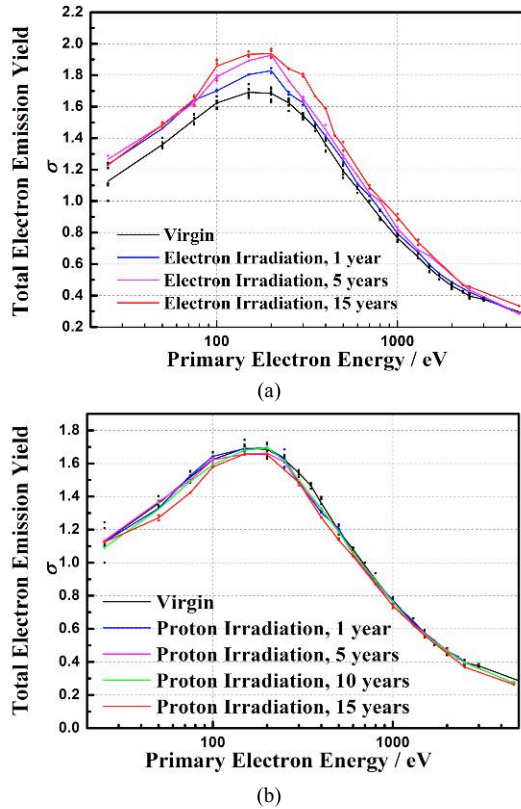 Total Electron Emission Yield
σ
2.2
2.0
1.8
1.6
1.4
1.2
1.0
0.8
0.6
0.4
0.2
Virgin
Electron Irradiation, 1 year
Electron Irradiation, 5 years
Electron Irradiation, 15 years
100
1000
Primary Electron Energy / eV
(a)
Total Electron Emission Yield
σ
1.8
1.6
1.4
1.2
1.0
0.8
0.6
0.4
0.2
0.0
Virgin
Proton Irradiation, 1 year
Proton Irradiation, 5 years
Proton Irradiation, 10 years
Proton Irradiation, 15 years
100
1000
Primary Electron Energy / eV
(b)